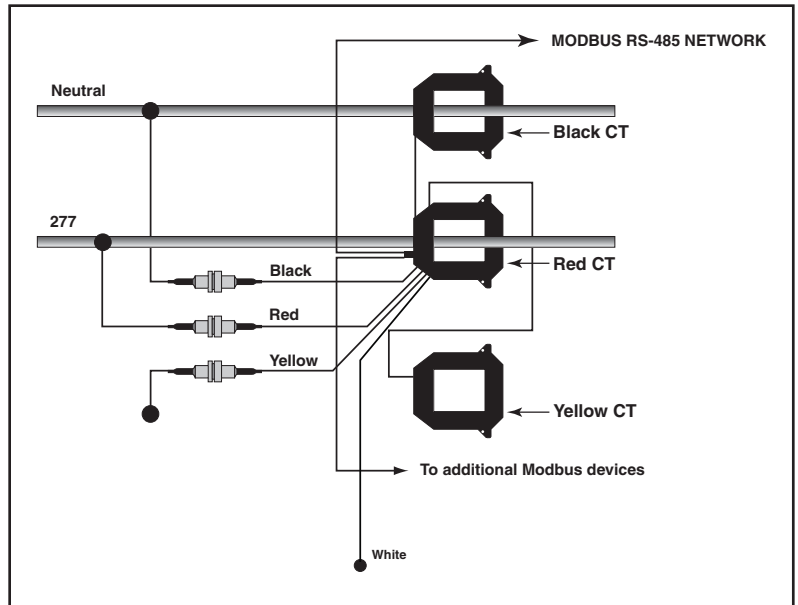 MODBUS RS-485 NETWORK
Neutral
Black CT
277
Red CT
Black
Red
Yellow
Yellow CT
To additional Modbus devices
White